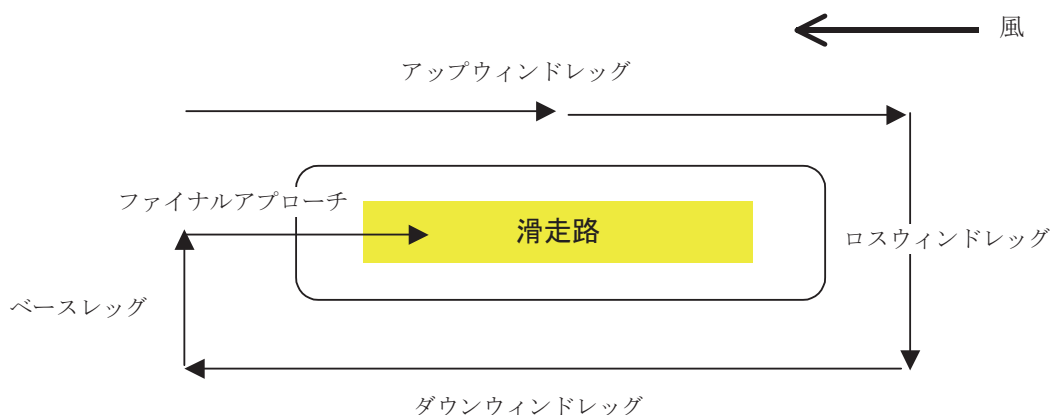 風
アップウィンドレッグ
ファイナルアプローチ
滑走路
ロスウィンドレッグ
ベースレッグ
ダウンウィンドレッグ